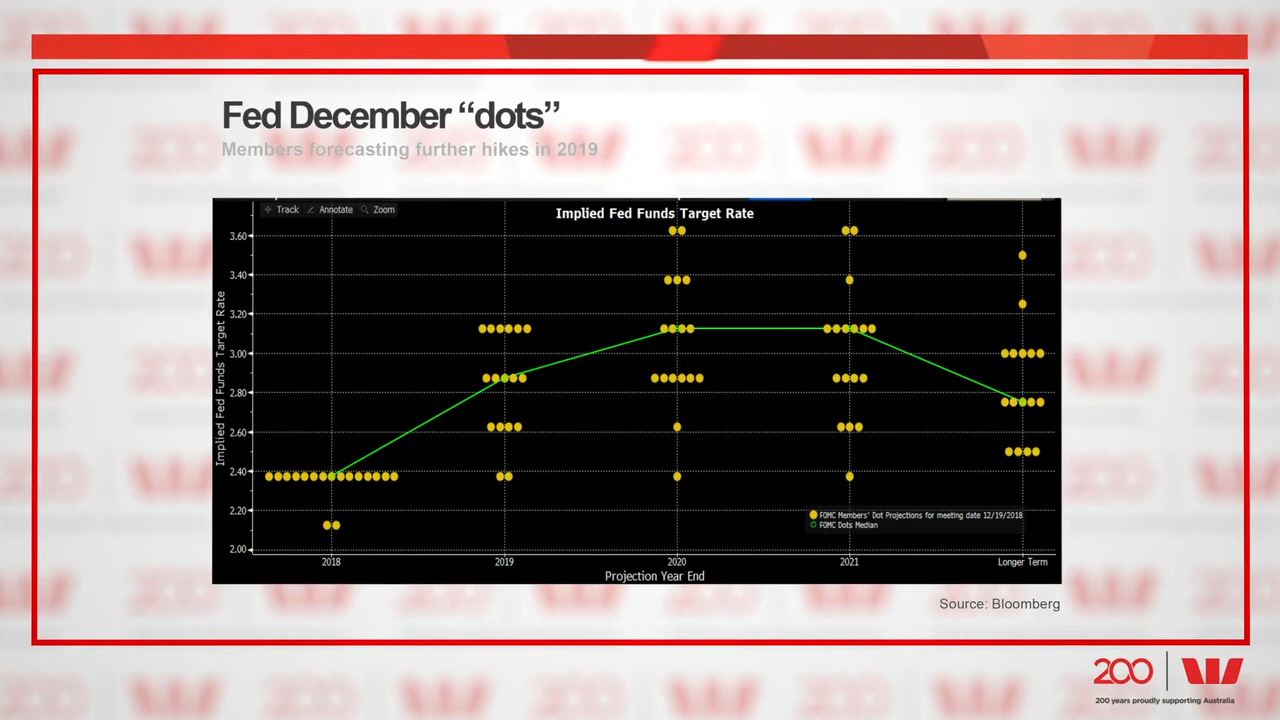 Fed December “dots”
Members forecasting further hikes in 2019
Track Annotate Zoom
Implied Fed Funds Target Rate
3.60
3.40
3.20
3.00
2.80
2.60
2.40
2.20
2.00
Implied Fed Funds Target Rate
FOMC Members' Dot Projections for meeting date 12/19/2018
FOMC Dots Median
2018 2019 2020 2021 Longer Term
Projection Year End
Source: Bloomberg
200
200 years proudly supporting Australia